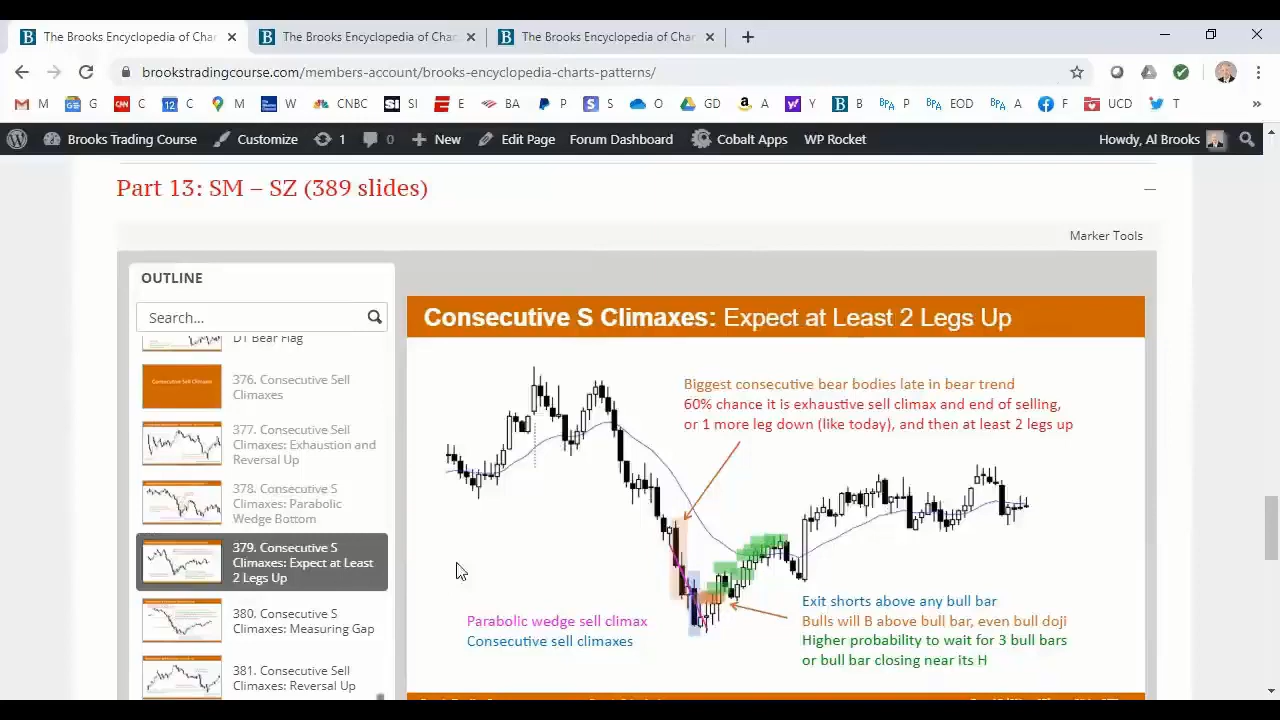 The Brooks Encyclopedia of Char
The Brooks Encyclopedia of Chac
The Brooks Encyclopedia of Char
brookstradingcourse.com/members-account/brooks-encyclopedia-charts-patterns/
M G C C M W CNBC SI E BA P S O GD A Y B P EOD A F UCD T
Brooks Trading Course Customize 1 0 New Edit Page Forum Dashboard Cobalt Apps WP Rocket Howdy, Al Brooks
Part 13: SM – SZ (389 slides)
Marker Tools
OUTLINE
Search...
DT Bear Flag
376. Consecutive Sell
Climaxes
377. Consecutive Sell
Climaxes: Exhaustion and
Reversal Up
378. Consecutive S
Climaxes: Parabolic
Wedge Bottom
379. Consecutive S
Climaxes: Expect at Least
2 Legs Up
380. Consecutive S
Climaxes: Measuring Gap
381. Consecutive Sell
Climaxes: Reversal Up
Consecutive S Climaxes: Expect at Least 2 Legs Up
Biggest consecutive bear bodies late in bear trend
60% chance it is exhaustive sell climax and end of selling,
or 1 more leg down (like today), and then at least 2 legs up
Parabolic wedge sell climax
Consecutive sell climaxes
Exit shorts above any bull bar
Bulls will B above bull bar, even bull doji
Higher probability to wait for 3 bull bars
or bull bar closing near its H